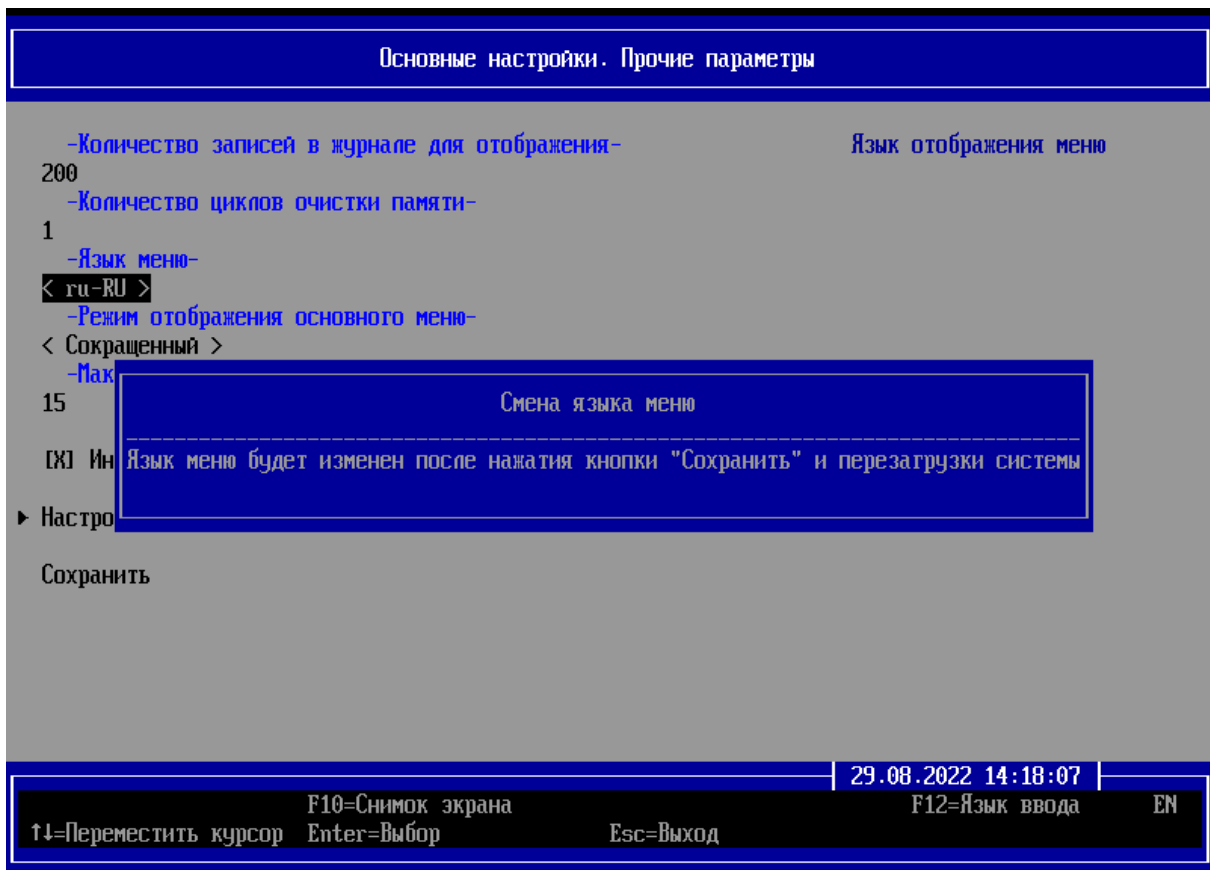 Основные настройки. Прочие параметры
-Количество записей в журнале для отображения- Язык отображения меню
200
-Количество циклов очистки памяти-
1
-Язык меню-
< ru-RU >
-Режим отображения основного меню-
< Сокращенный >
-Мак
15
Смена языка меню
[X] Ин
Язык меню будет изменен после нажатия кнопки "Сохранить" и перезагрузки системы
► Настро
Сохранить
29.08.2022 14:18:07
F10=Снимок экрана F12=Язык ввода EN
↑↓=Переместить курсор Enter=Выбор Esc=Выход